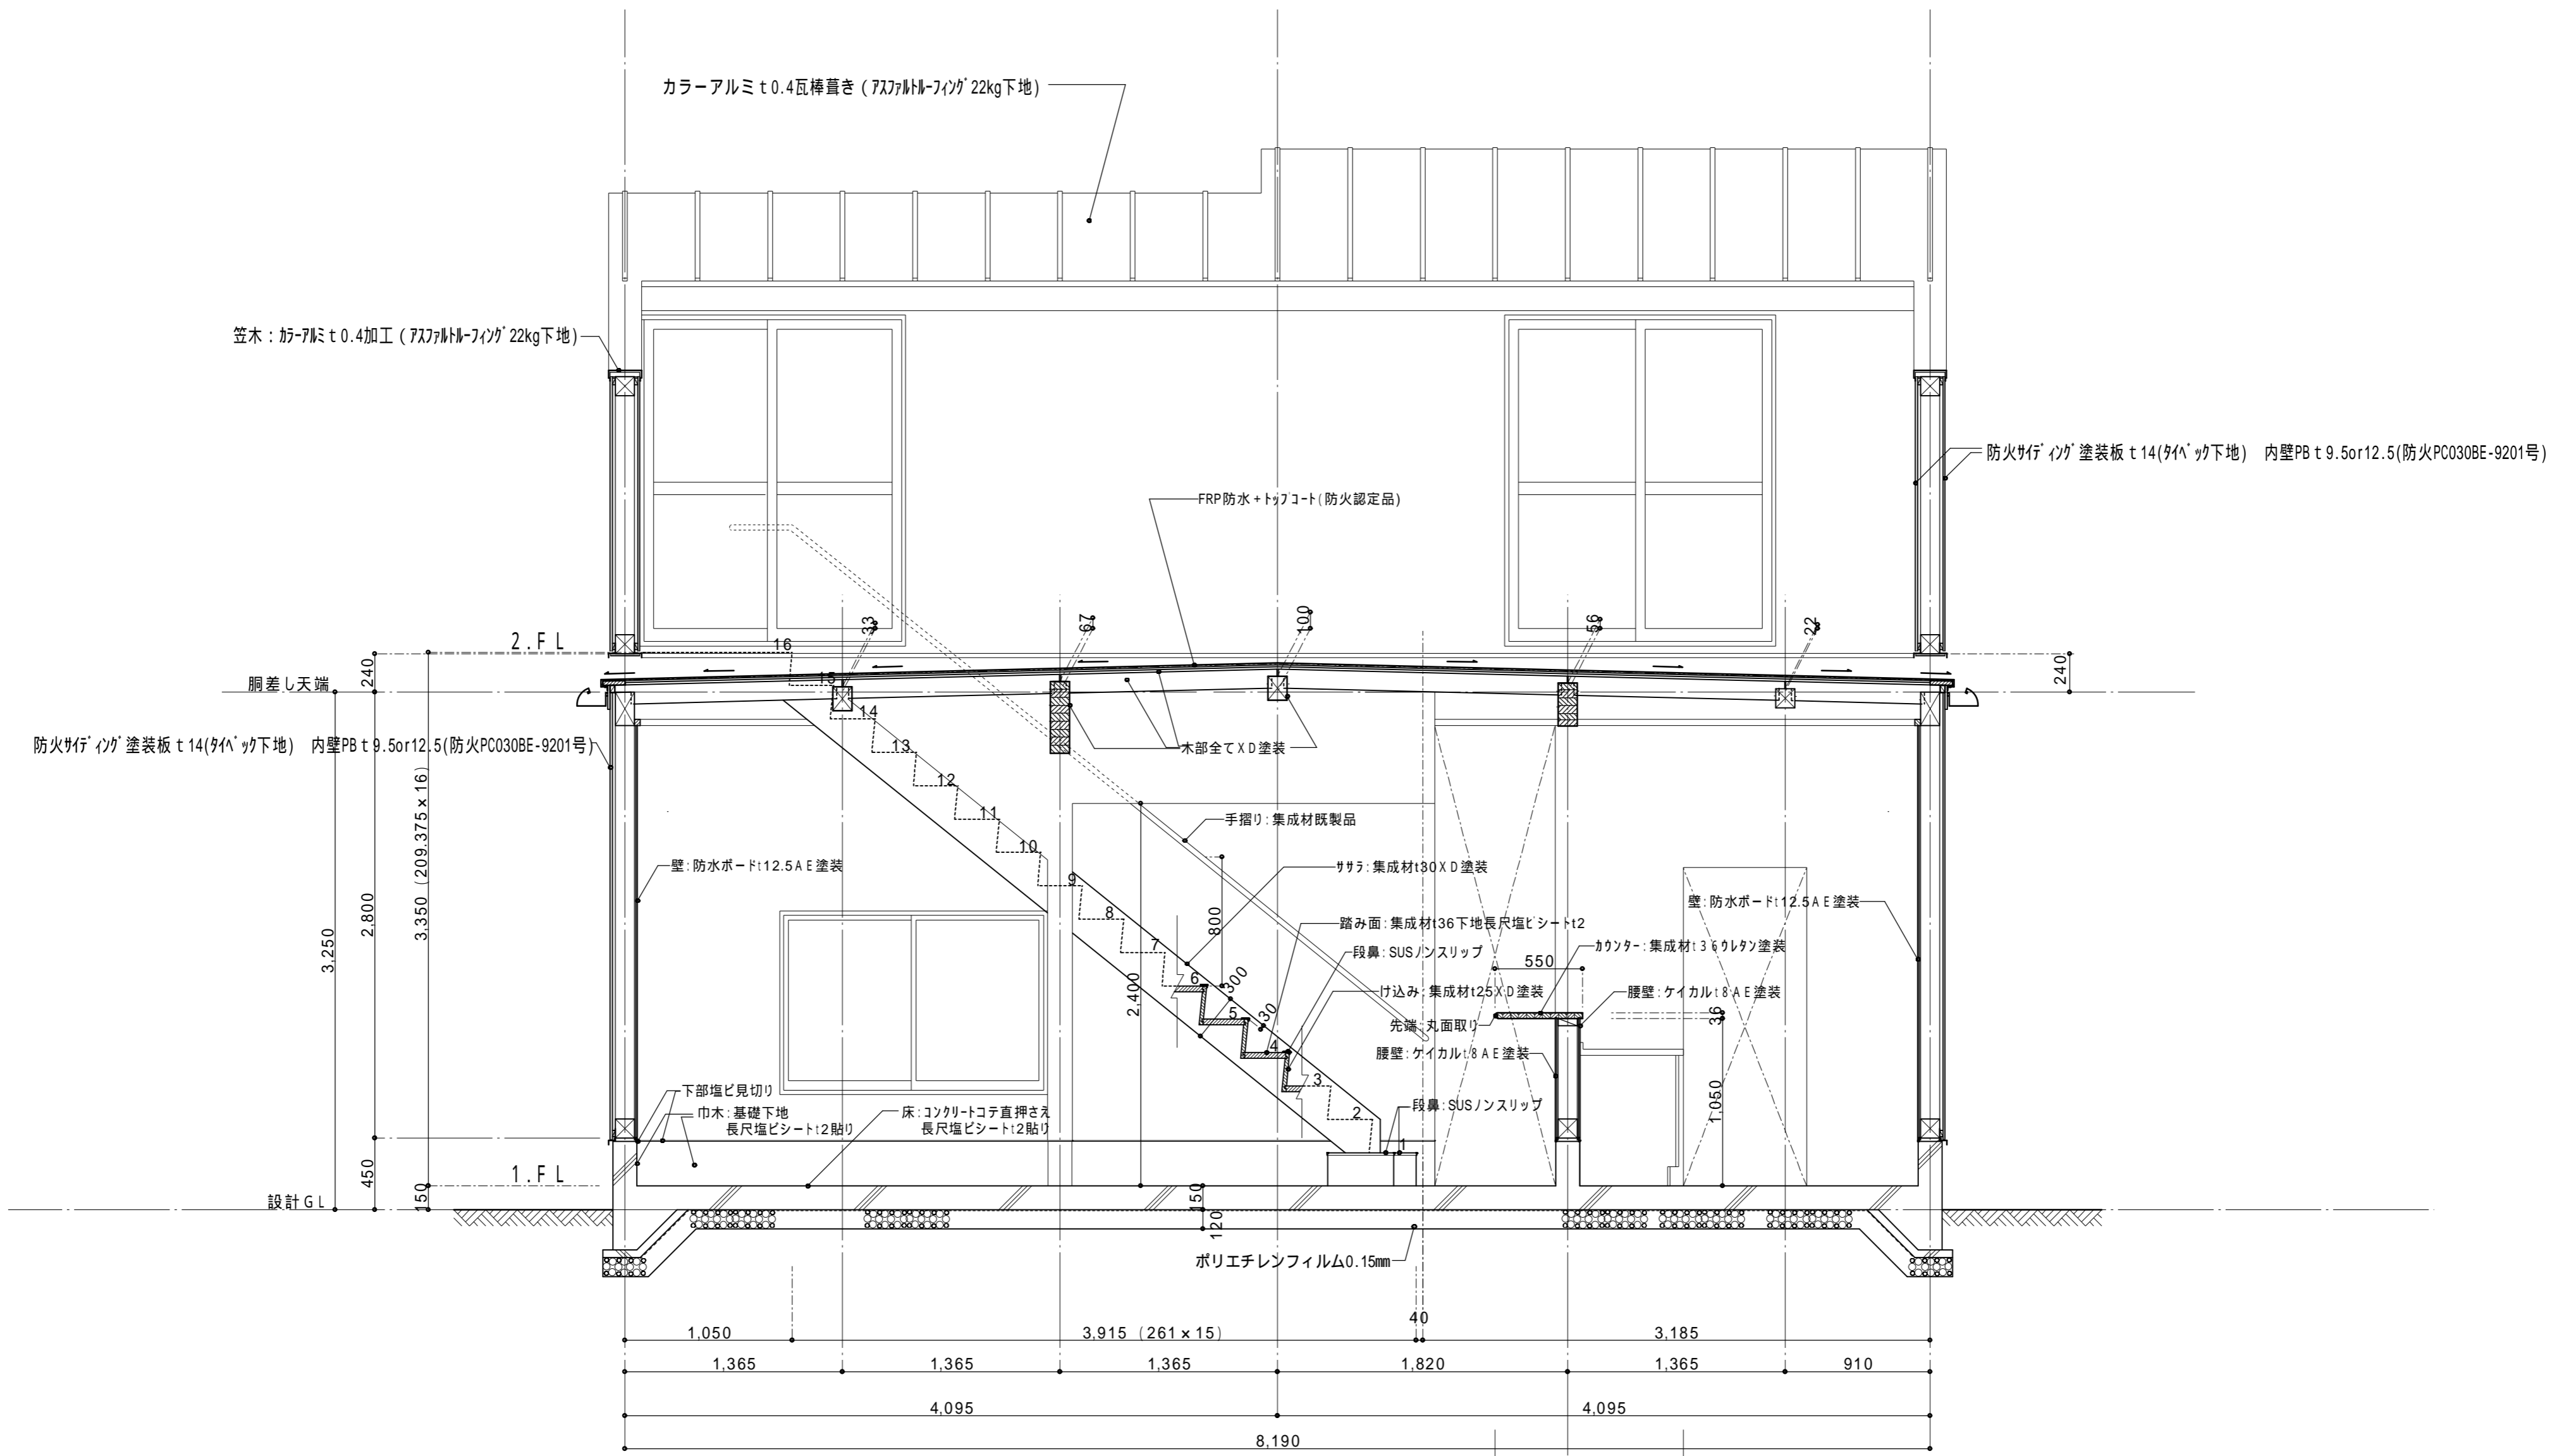 カラーアルミｔ0.4瓦棒葺き（ｱｽﾌｧﾙﾄﾙｰﾌｨﾝｸﾞ22kg下地）
笠木：ｶﾗｰｱﾙﾐｔ0.4加工（ｱｽﾌｧﾙﾄﾙｰﾌｨﾝｸﾞ22kg下地）
防火ｻｲﾃﾞｨﾝｸﾞ塗装板ｔ14(ﾀｲﾍﾞｯｸ下地)　内壁PBｔ9.5or12.5(防火PC030BE-9201号)
FRP防水+ﾄｯﾌﾟｺｰﾄ(防火認定品)
33
67
100
56
22
2.FL
16
15
240
240
胴差し天端
14
13
12
11
10
9
8
7
6
5
4
3
2
1
防火ｻｲﾃﾞｨﾝｸﾞ塗装板ｔ14(ﾀｲﾍﾞｯｸ下地)　内壁PBｔ9.5or12.5(防火PC030BE-9201号)
木部全てXD塗装
手摺り:集成材既製品
壁:防水ボードt12.5AE塗装
ササラ:集成材t30XD塗装
壁:防水ボードt12.5AE塗装
踏み面:集成材t36下地長尺塩ビシートt2
段鼻:SUSノンスリップ
ｶｳﾝﾀｰ:集成材t36ｳﾚﾀﾝ塗装
け込み:集成材t25XD塗装
腰壁:ケイカルt8AE塗装
先端:丸面取り
腰壁:ケイカルt8AE塗装
3,250
2,800
3,350 (209.375×16)
450
150
2,400
800
300
30
550
36
1,050
下部塩ビ見切り
巾木:基礎下地
長尺塩ビシートt2貼り
床:ｺﾝｸﾘｰﾄコテ直押さえ
長尺塩ビシートt2貼り
段鼻:SUSノンスリップ
1.FL
設計GL
150
120
ポリエチレンフィルム0.15mm
1,050
3,915 (261×15)
40
3,185
1,365
1,365
1,365
1,820
1,365
910
4,095
4,095
8,190